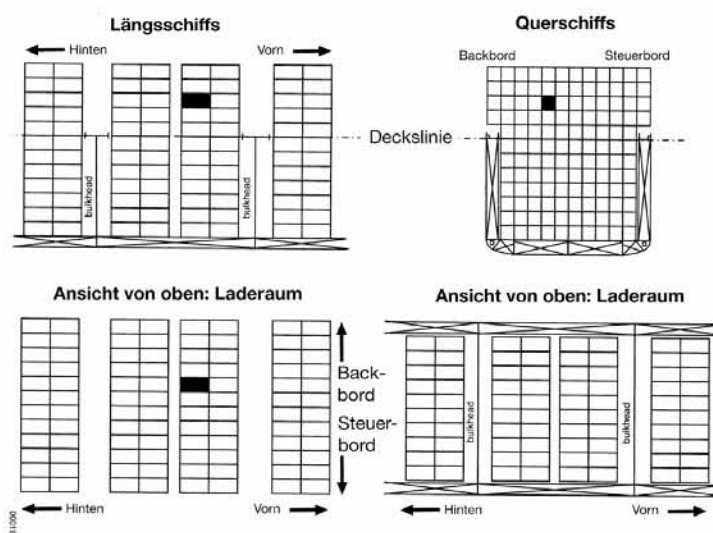 Längsschiffs
Hinten
Vorn
bulkhead
bulkhead
Querschiffs
Backbord
Steuerbord
Deckslinie
Ansicht von oben: Laderaum
Back-
bord
Steuer-
bord
Hinten
Vorn
Ansicht von oben: Laderaum
bulkhead
bulkhead
Hinten
Vorn